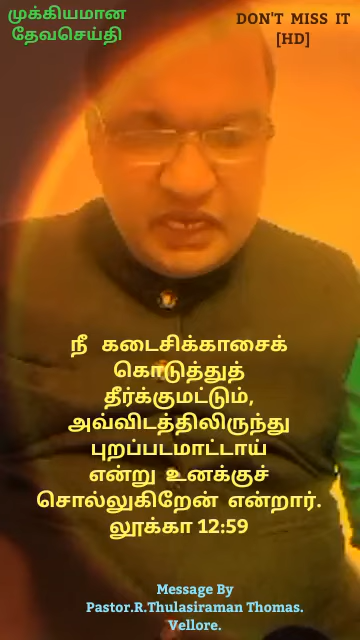 முக்கியமான
தேவசெய்தி
DON'T MISS IT
[HD]
நீ கடைசிக்காசைக்
கொடுத்துத்
தீர்க்குமட்டும்,
அவ்விடத்திலிருந்து
புறப்படமாட்டாய்
என்று உனக்குச்
சொல்லுகிறேன் என்றார்.
லூக்கா 12:59
Message By
Pastor.R.Thulasiraman Thomas.
Vellore.